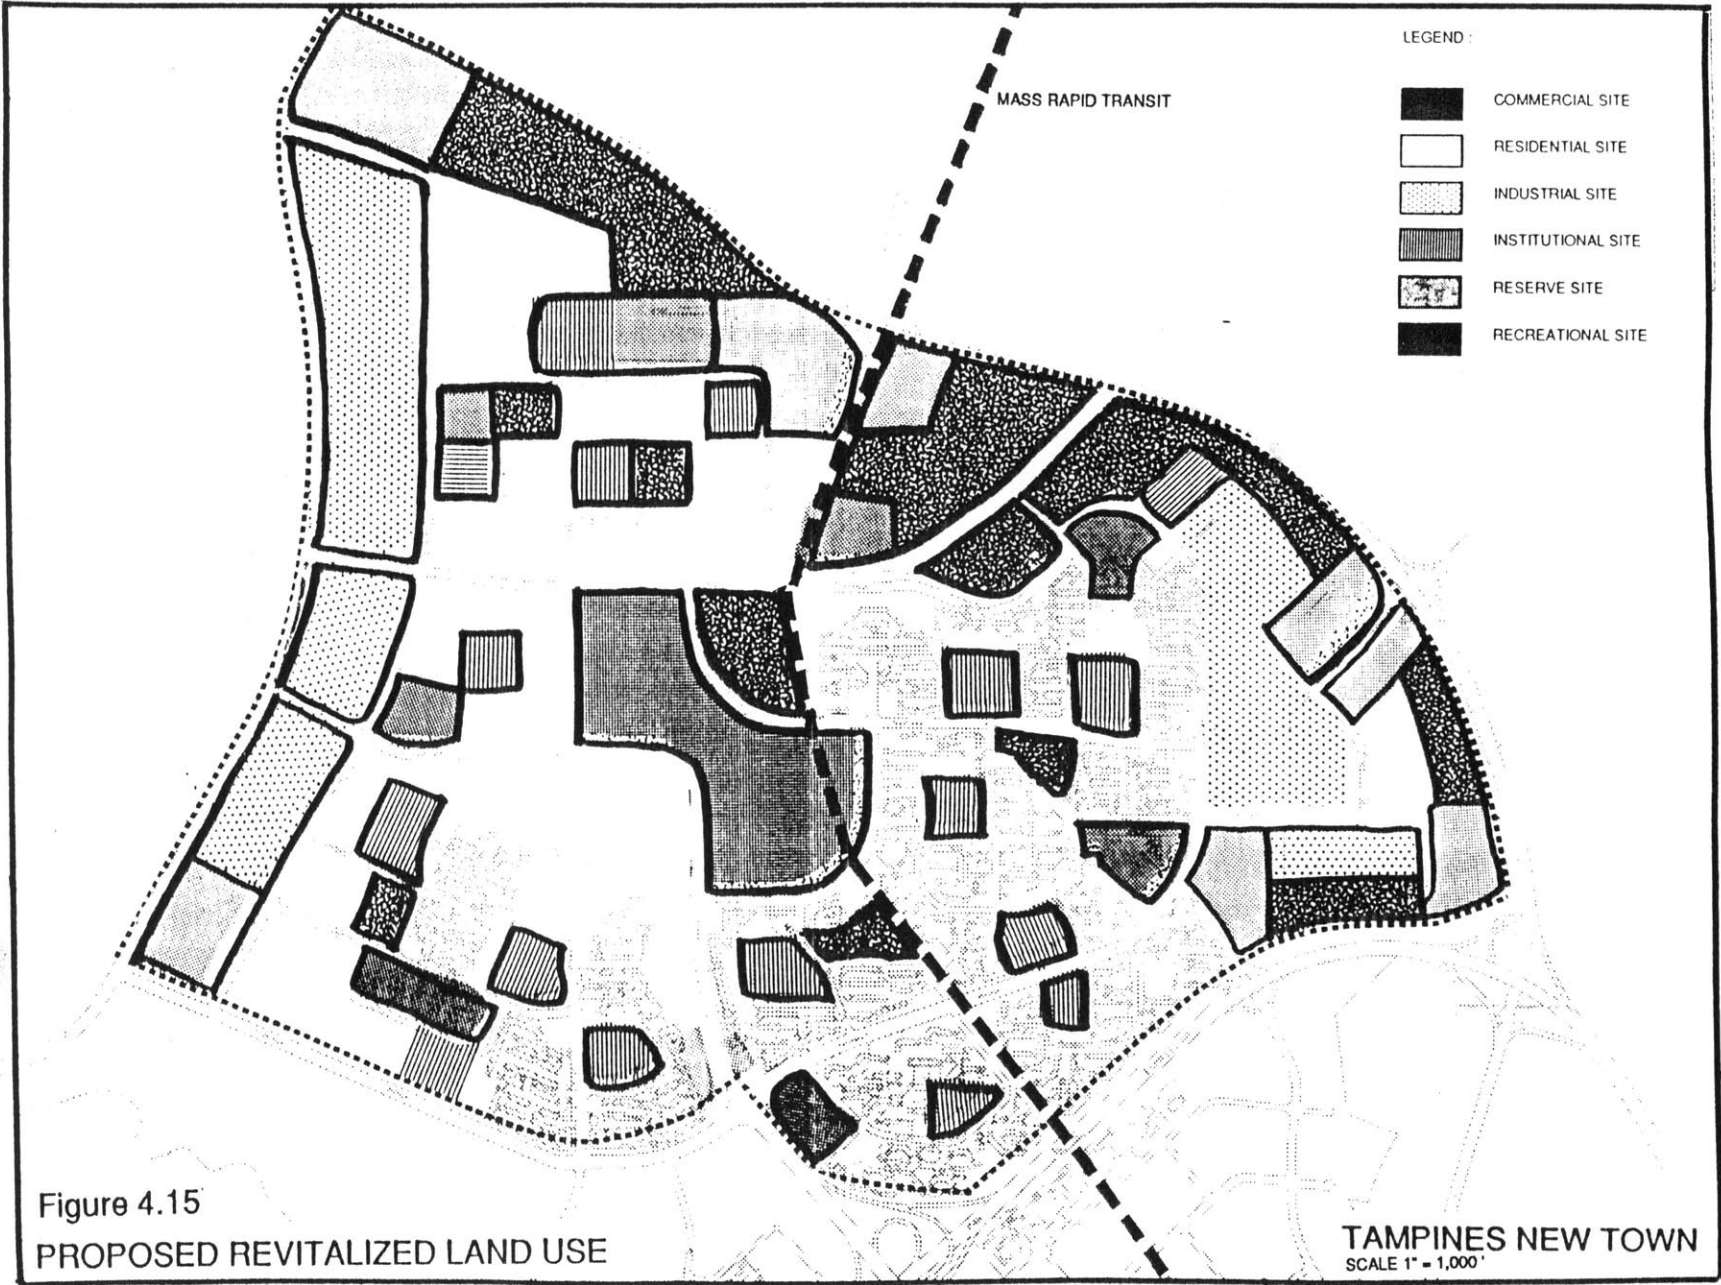 LEGEND :
MASS RAPID TRANSIT
COMMERCIAL SITE
RESIDENTIAL SITE
INDUSTRIAL SITE
INSTITUTIONAL SITE
RESERVE SITE
RECREATIONAL SITE
Figure 4.15
PROPOSED REVITALIZED LAND USE
TAMPINES NEW TOWN
SCALE 1" = 1,000'